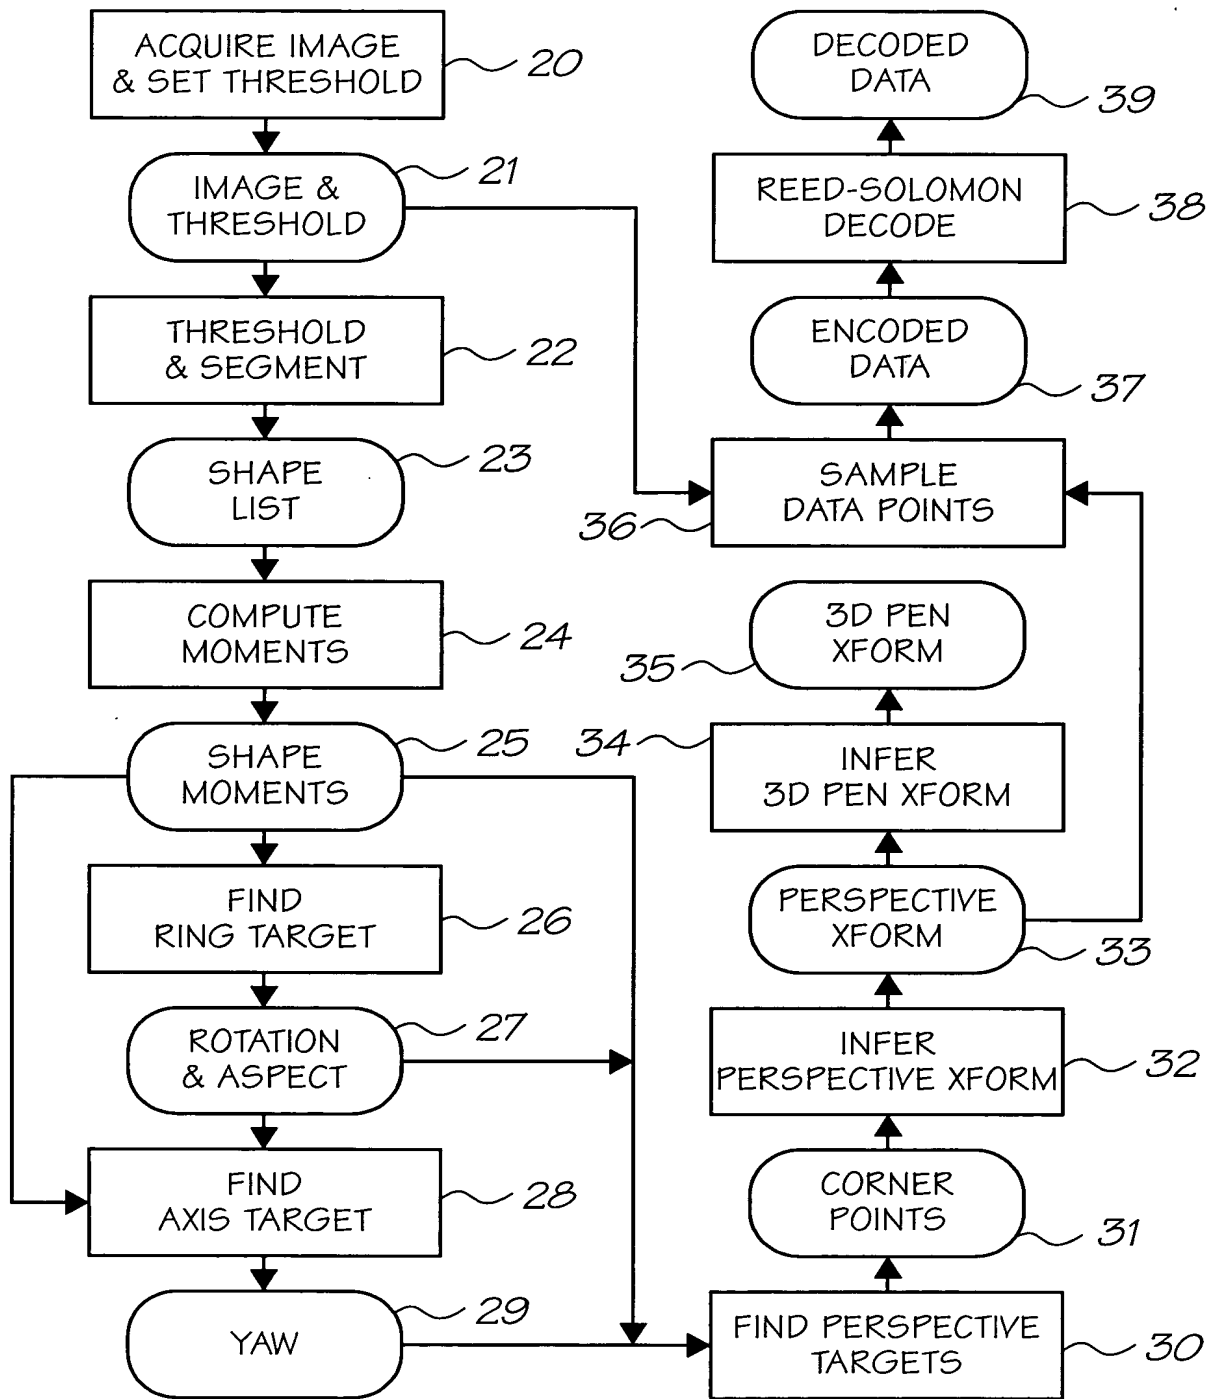 ACQUIRE IMAGE
& SET THRESHOLD
20
IMAGE &
THRESHOLD
21
THRESHOLD
& SEGMENT
22
SHAPE
LIST
23
COMPUTE
MOMENTS
24
SHAPE
MOMENTS
25
FIND
RING TARGET
26
ROTATION
& ASPECT
27
FIND
AXIS TARGET
28
YAW
29
DECODED
DATA
39
REED-SOLOMON
DECODE
38
ENCODED
DATA
37
SAMPLE
DATA POINTS
36
3D PEN
XFORM
35
34
INFER
3D PEN XFORM
PERSPECTIVE
XFORM
33
INFER
PERSPECTIVE XFORM
32
CORNER
POINTS
31
FIND PERSPECTIVE
TARGETS
30